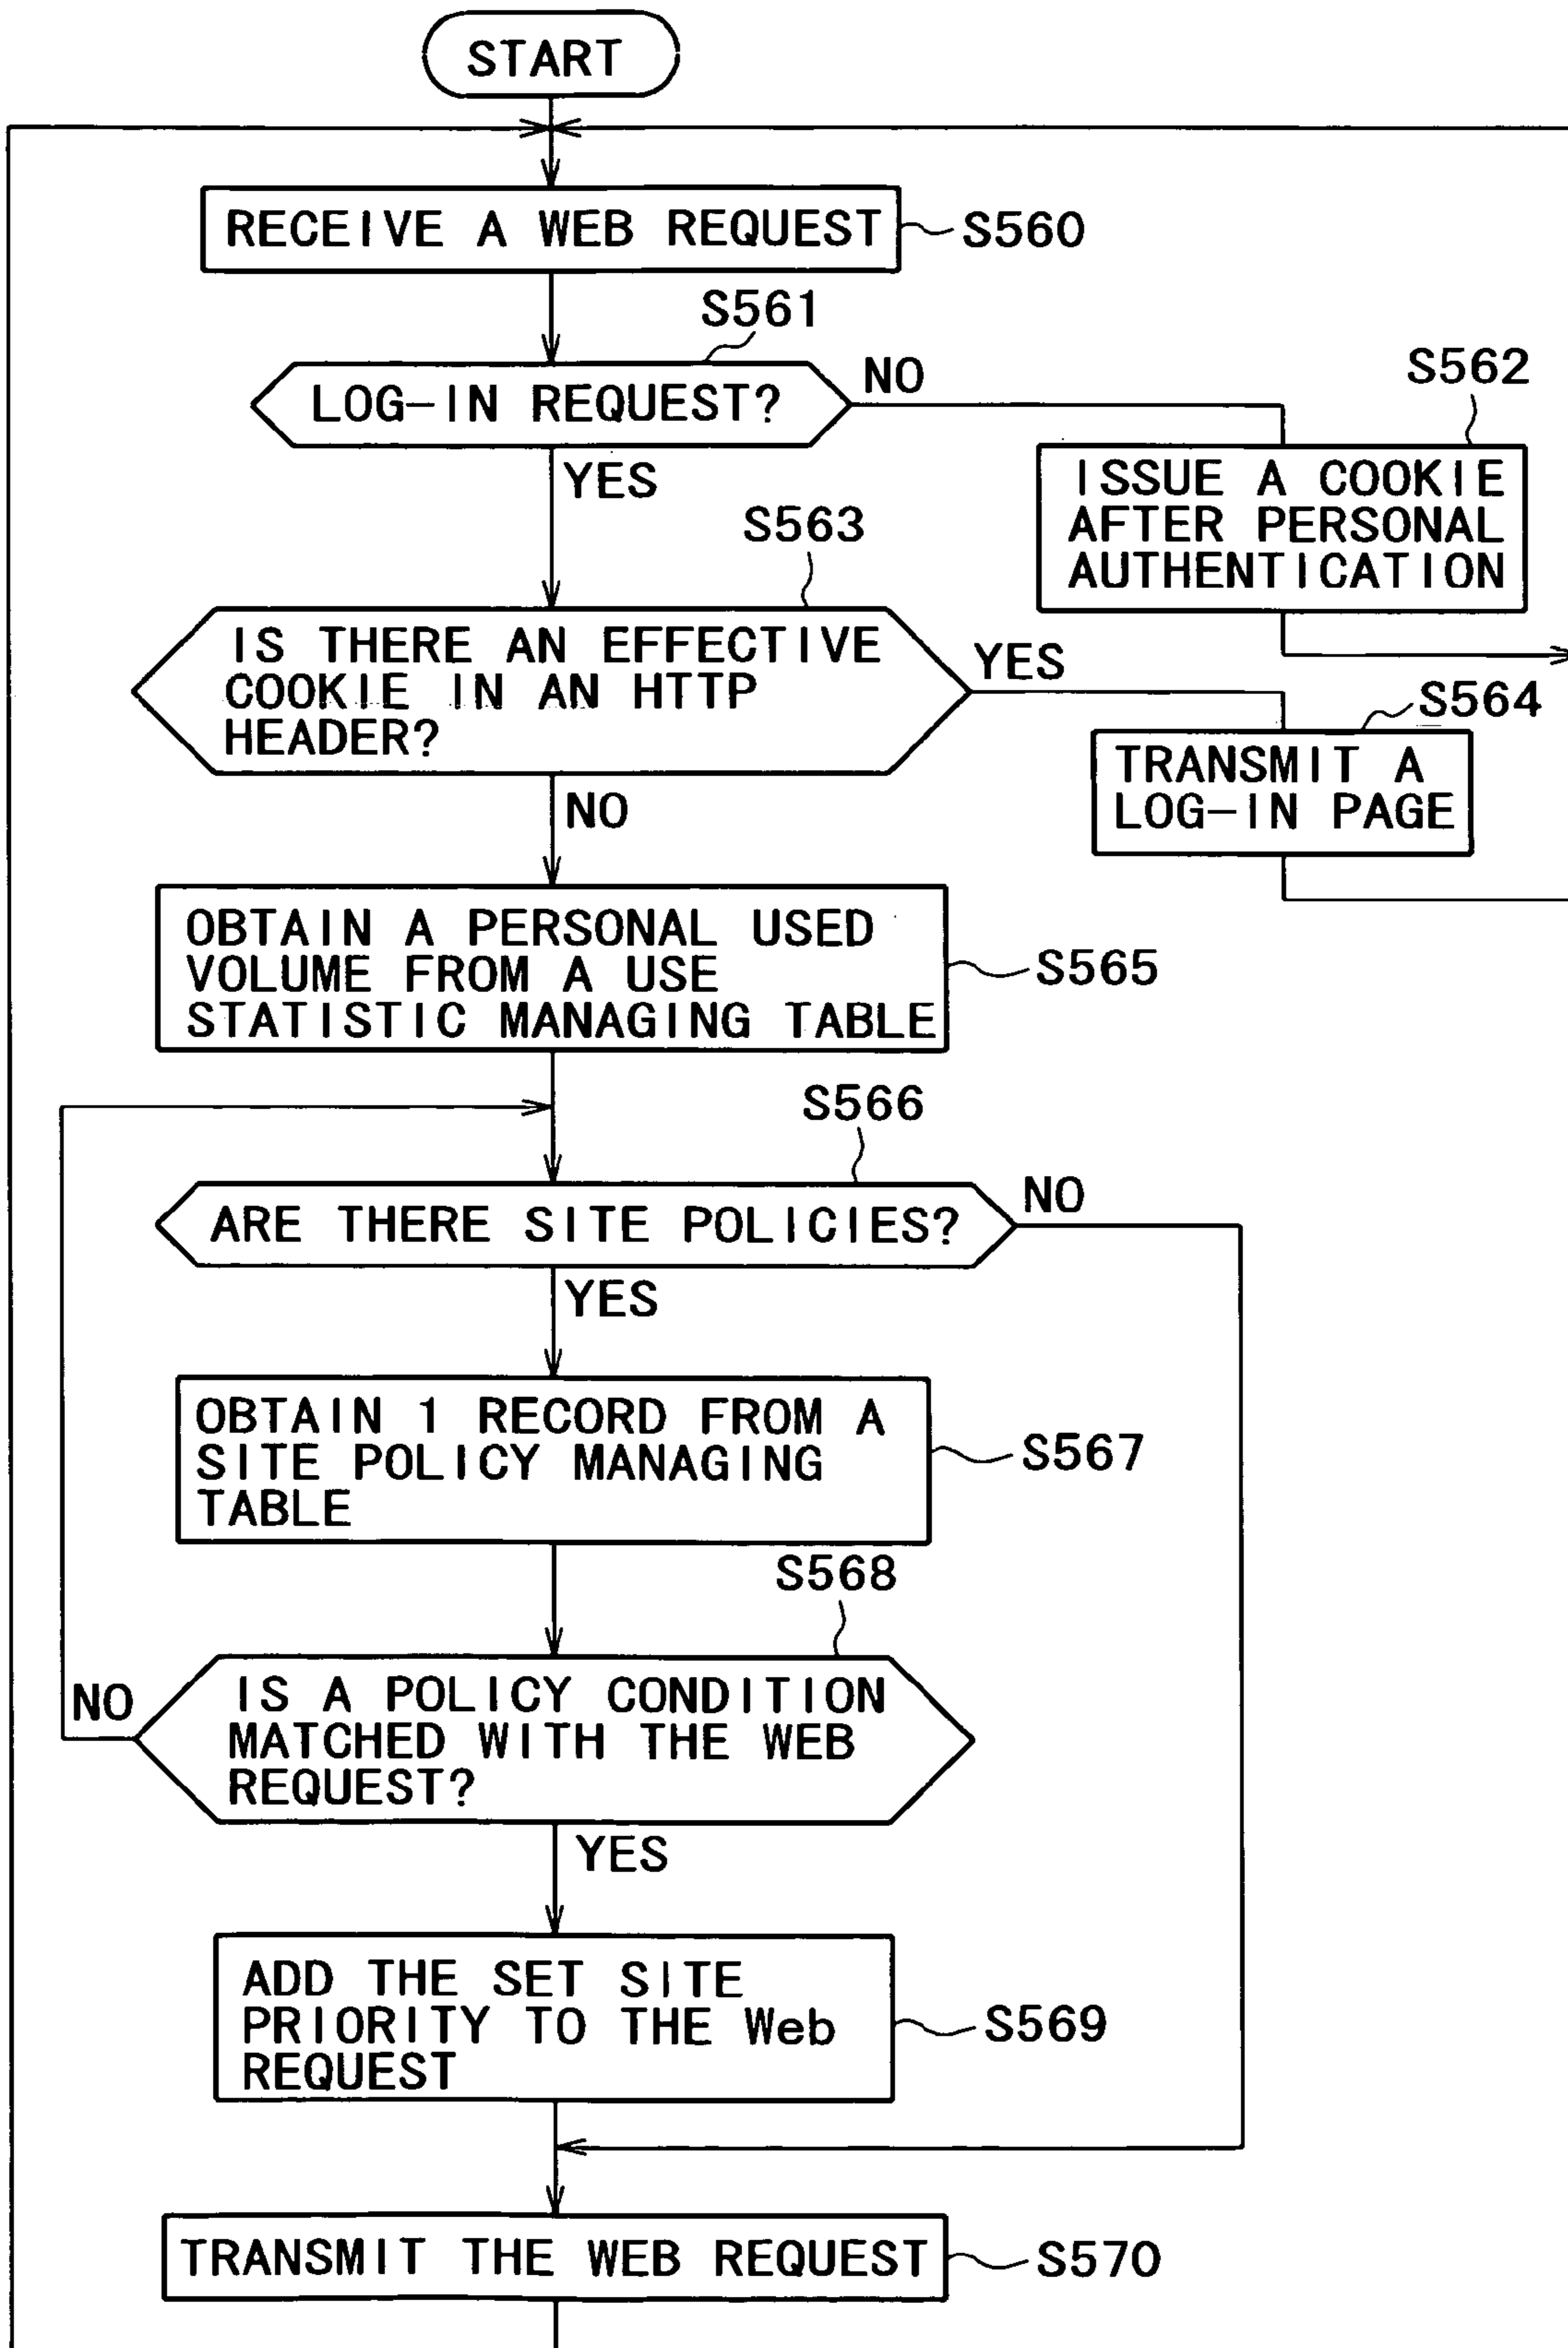 START
RECEIVE A WEB REQUEST
S560
S561
LOG-IN REQUEST?
NO
YES
S562
ISSUE A COOKIE
AFTER PERSONAL
AUTHENTICATION
S563
IS THERE AN EFFECTIVE
COOKIE IN AN HTTP
HEADER?
YES
NO
S564
TRANSMIT A
LOG-IN PAGE
OBTAIN A PERSONAL USED
VOLUME FROM A USE
STATISTIC MANAGING TABLE
S565
S566
ARE THERE SITE POLICIES?
NO
YES
OBTAIN 1 RECORD FROM A
SITE POLICY MANAGING
TABLE
S567
S568
IS A POLICY CONDITION
MATCHED WITH THE WEB
REQUEST?
NO
YES
ADD THE SET SITE
PRIORITY TO THE Web
REQUEST
S569
TRANSMIT THE WEB REQUEST
S570